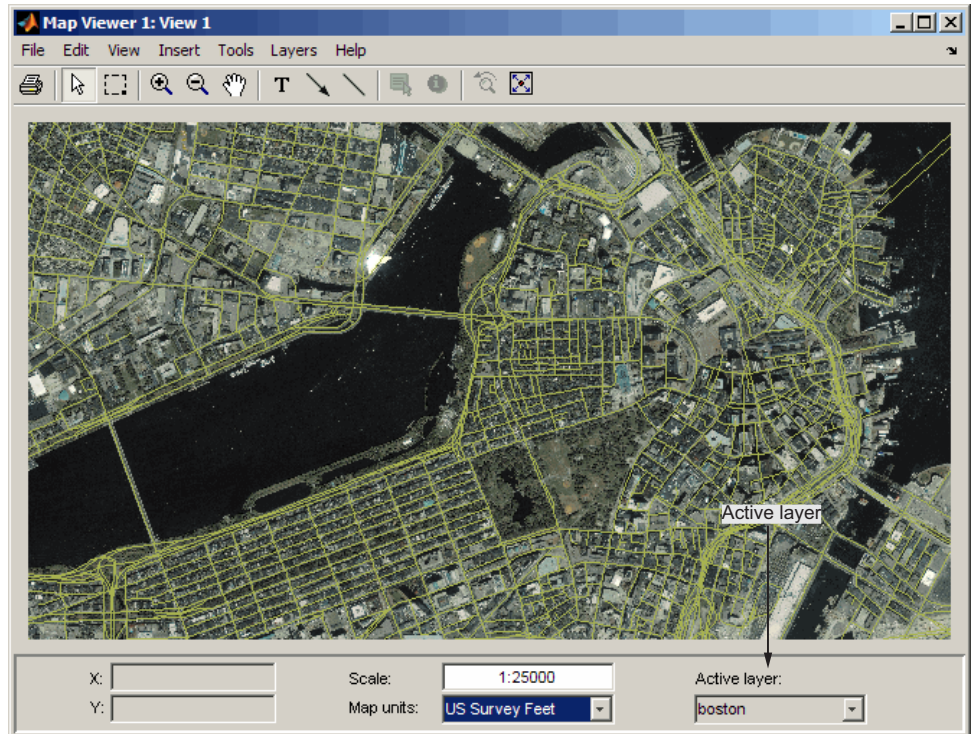 Map Viewer 1: View 1
File Edit View Insert Tools Layers Help
T
Active layer
X:
Scale:
1:25000
Active layer:
Y:
Map units:
US Survey Feet
boston